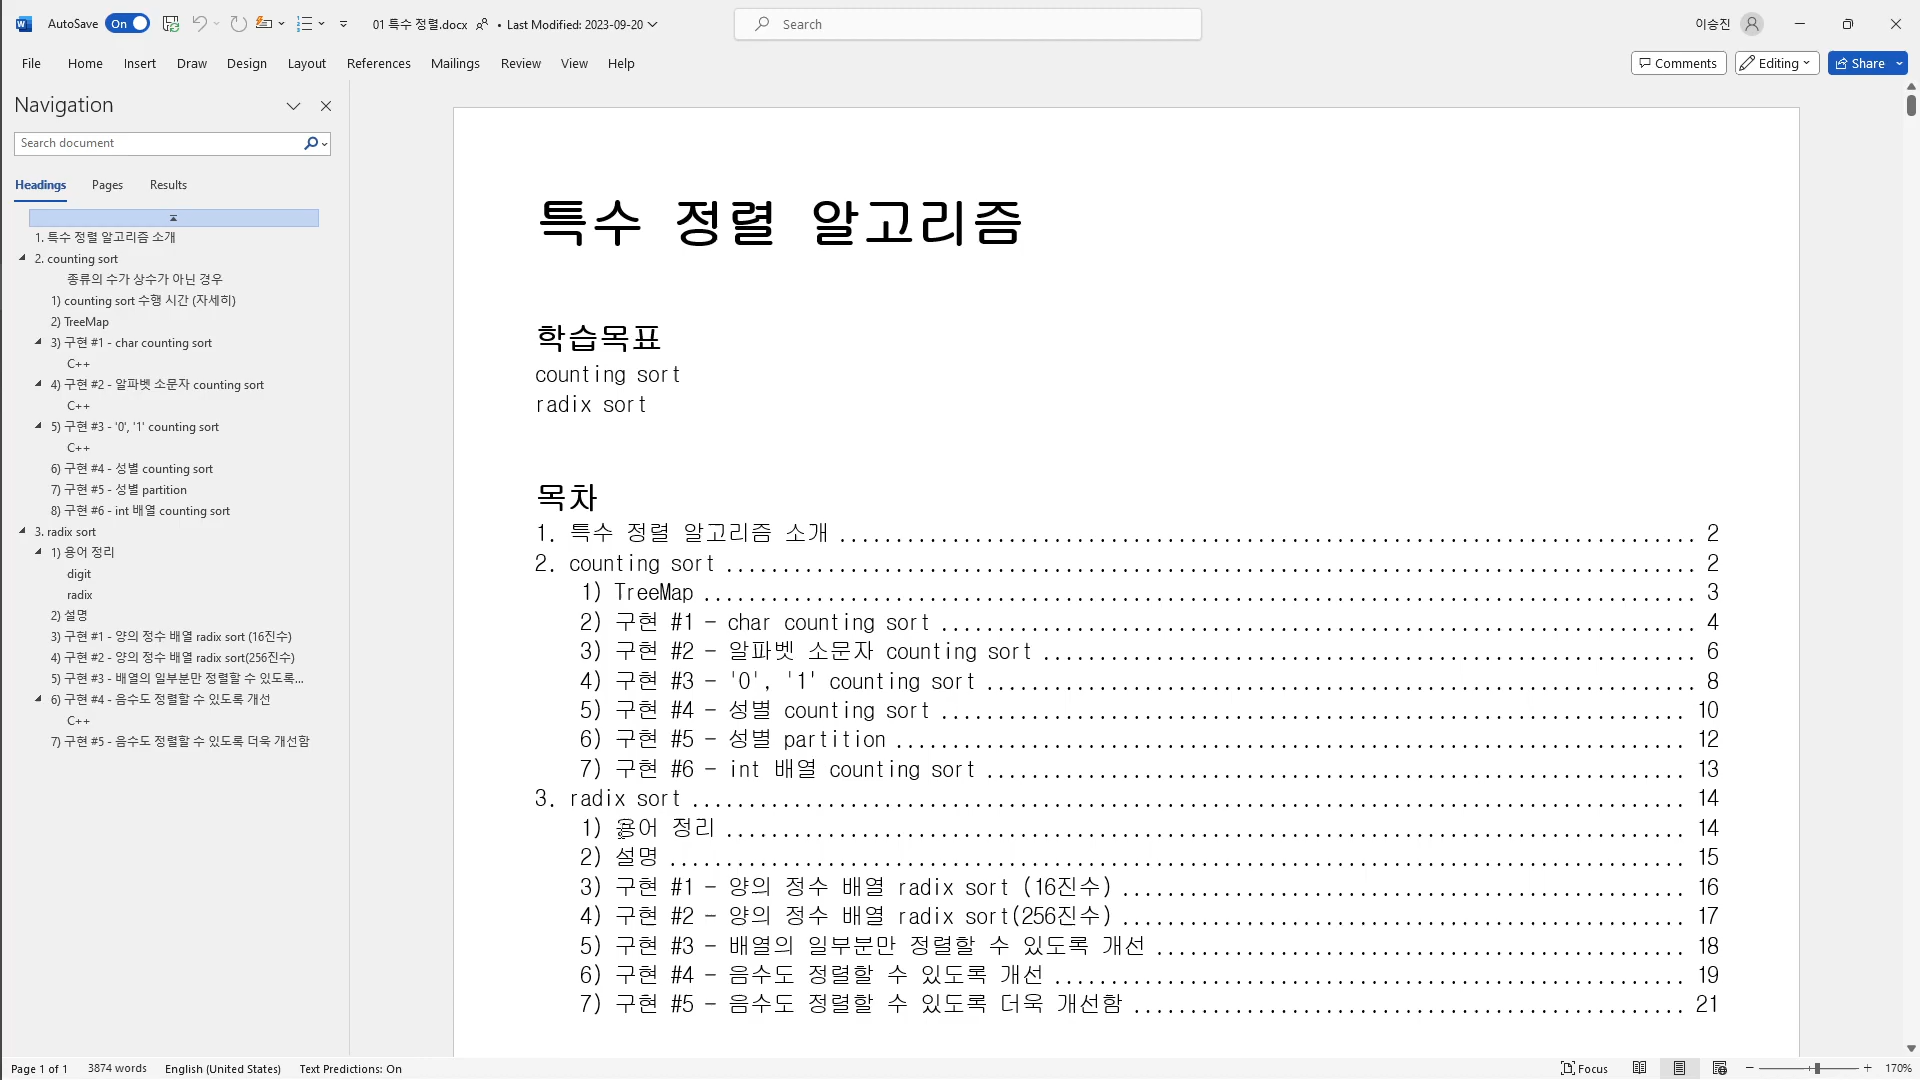 AutoSave On 01 특수 정렬.docx • Last Modified: 2023-09-20 Search 이승진
File Home Insert Draw Design Layout References Mailings Review View Help Comments Editing Share
Navigation
Search document
Headings Pages Results
1. 특수 정렬 알고리즘 소개
2. counting sort
종류의 수가 상수가 아닌 경우
1) counting sort 수행 시간 (자세히)
2) TreeMap
3) 구현 #1 - char counting sort
C++
4) 구현 #2 - 알파벳 소문자 counting sort
C++
5) 구현 #3 - '0', '1' counting sort
C++
6) 구현 #4 - 성별 counting sort
7) 구현 #5 - 성별 partition
8) 구현 #6 - int 배열 counting sort
3. radix sort
1) 용어 정리
digit
radix
2) 설명
3) 구현 #1 - 양의 정수 배열 radix sort (16진수)
4) 구현 #2 - 양의 정수 배열 radix sort(256진수)
5) 구현 #3 - 배열의 일부분만 정렬할 수 있도록...
6) 구현 #4 - 음수도 정렬할 수 있도록 개선
C++
7) 구현 #5 - 음수도 정렬할 수 있도록 더욱 개선함
특수 정렬 알고리즘
학습목표
counting sort
radix sort
목차
1. 특수 정렬 알고리즘 소개 ........ 2
2. counting sort ........ 2
1) TreeMap ........ 3
2) 구현 #1 - char counting sort ........ 4
3) 구현 #2 - 알파벳 소문자 counting sort ........ 6
4) 구현 #3 - '0', '1' counting sort ........ 8
5) 구현 #4 - 성별 counting sort ........ 10
6) 구현 #5 - 성별 partition ........ 12
7) 구현 #6 - int 배열 counting sort ........ 13
3. radix sort ........ 14
1) 용어 정리 ........ 14
2) 설명 ........ 15
3) 구현 #1 - 양의 정수 배열 radix sort (16진수) ........ 16
4) 구현 #2 - 양의 정수 배열 radix sort(256진수) ........ 17
5) 구현 #3 - 배열의 일부분만 정렬할 수 있도록 개선 ........ 18
6) 구현 #4 - 음수도 정렬할 수 있도록 개선 ........ 19
7) 구현 #5 - 음수도 정렬할 수 있도록 더욱 개선함 ........ 21
Page 1 of 1 3874 words English (United States) Text Predictions: On Focus 170%